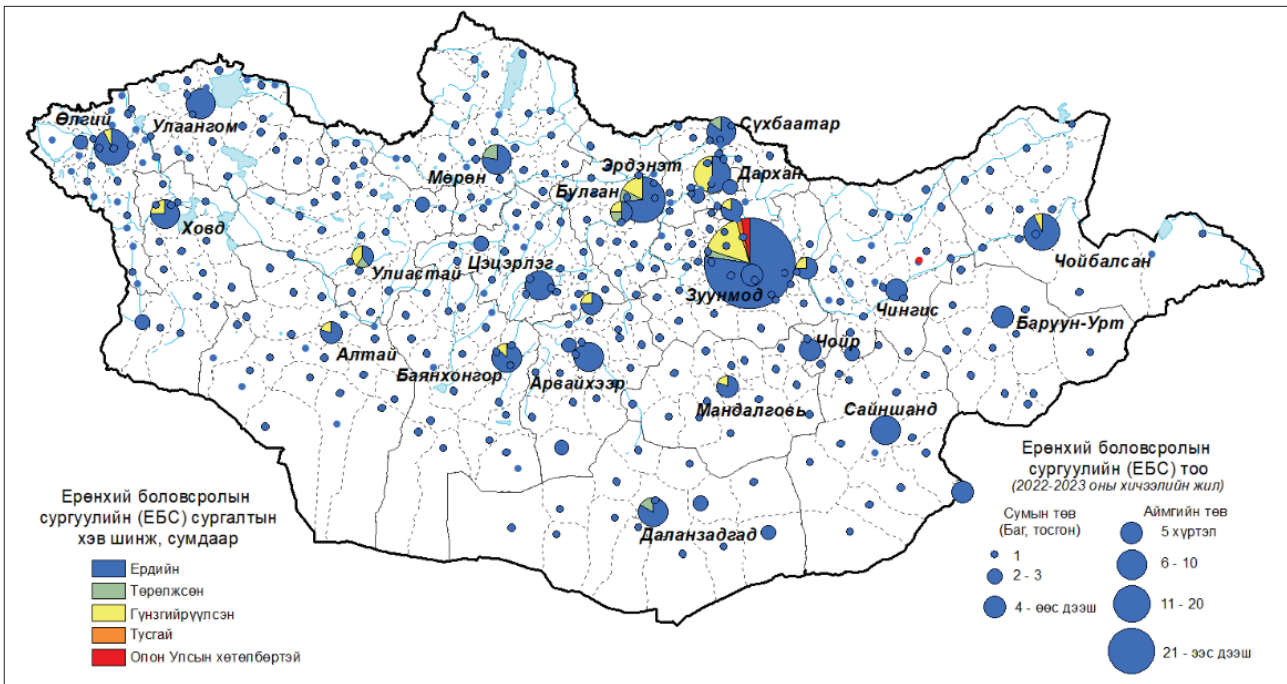 Өлгий
Улаангом
Сүхбаатар
Мөрөн
Эрдэнэт
Дархан
Булган
Ховд
Улиастай
Цэцэрлэг
Зуунмод
Чойбалсан
Чингис
Баруун-Урт
Алтай
Баянхонгор
Арвайхээр
Чойр
Мандалговь
Сайншанд
Даланзадгад
Ерөнхий боловсролын
сургуулийн (ЕБС) сургалтын
хэв шинж, сумдаар
Ердийн
Төрөлжсөн
Гүнзгийрүүлсэн
Тусгай
Олон Улсын хөтөлбөртэй
Ерөнхий боловсролын
сургуулийн (ЕБС) тоо
(2022-2023 оны хичээлийн жил)
Сумын төв
(Баг, тосгон)
1
2 - 3
4 - өөс дээш
Аймгийн төв
5 хүртэл
6 - 10
11 - 20
21 - ээс дээш